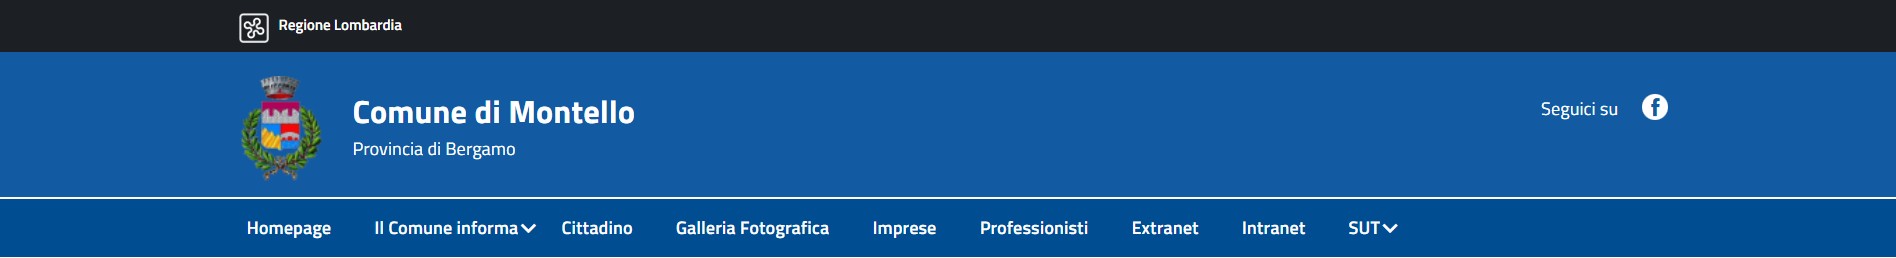 Regione Lombardia
Comune di Montello
Provincia di Bergamo
Seguici su
Homepage Il Comune informa Cittadino Galleria Fotografica Imprese Professionisti Extranet Intranet SUT